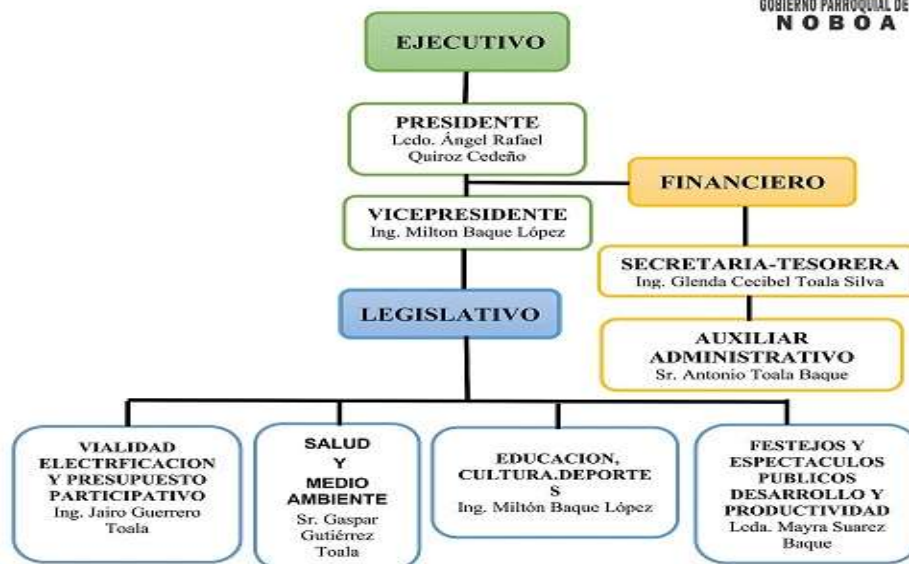 GOBIERNO PARROQUIAL DE
NOBOA
EJECUTIVO
PRESIDENTE
Lcdo. Ángel Rafael
Quiroz Cedeño
FINANCIERO
VICEPRESIDENTE
Ing. Milton Baque López
SECRETARIA-TESORERA
Ing. Glenda Cecibel Toala Silva
LEGISLATIVO
AUXILIAR
ADMINISTRATIVO
Sr. Antonio Toala Baque
VIALIDAD
ELECTRFICACION
Y PRESUPUESTO
PARTICIPATIVO
Ing. Jairo Guerrero
Toala
SALUD
Y
MEDIO
AMBIENTE
Sr. Gaspar
Gutiérrez
Toala
EDUCACION,
CULTURA.DEPORTE
S
Ing. Miltón Baque López
FESTEJOS Y
ESPECTACULOS
PUBLICOS
DESARROLLO Y
PRODUCTIVIDAD
Lcda. Mayra Suarez
Baque